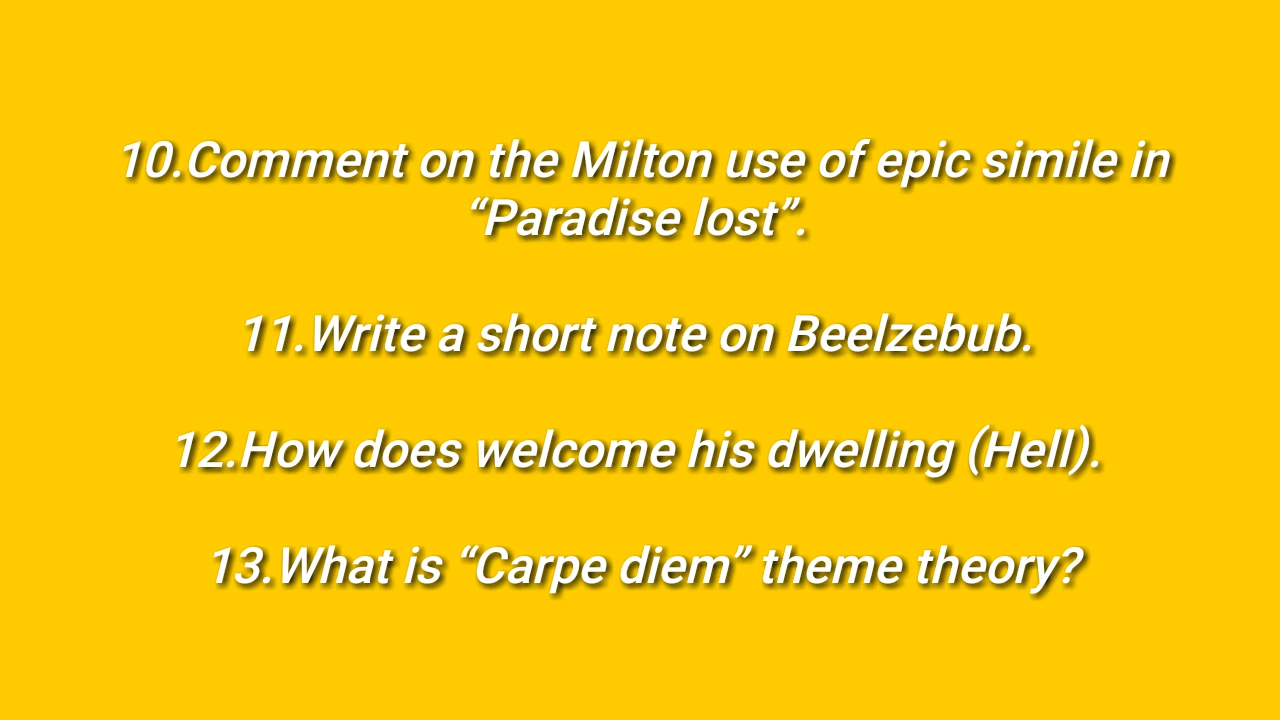 10.Comment on the Milton use of epic simile in
“Paradise lost”.
11.Write a short note on Beelzebub.
12.How does welcome his dwelling (Hell).
13.What is “Carpe diem” theme theory?